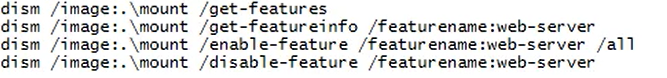 dism /image:.\mount /get-features
dism /image:.\mount /get-featureinfo /featurename:web-server
dism /image:.\mount /enable-feature /featurename:web-server /all
dism /image:.\mount /disable-feature /featurename:web-server